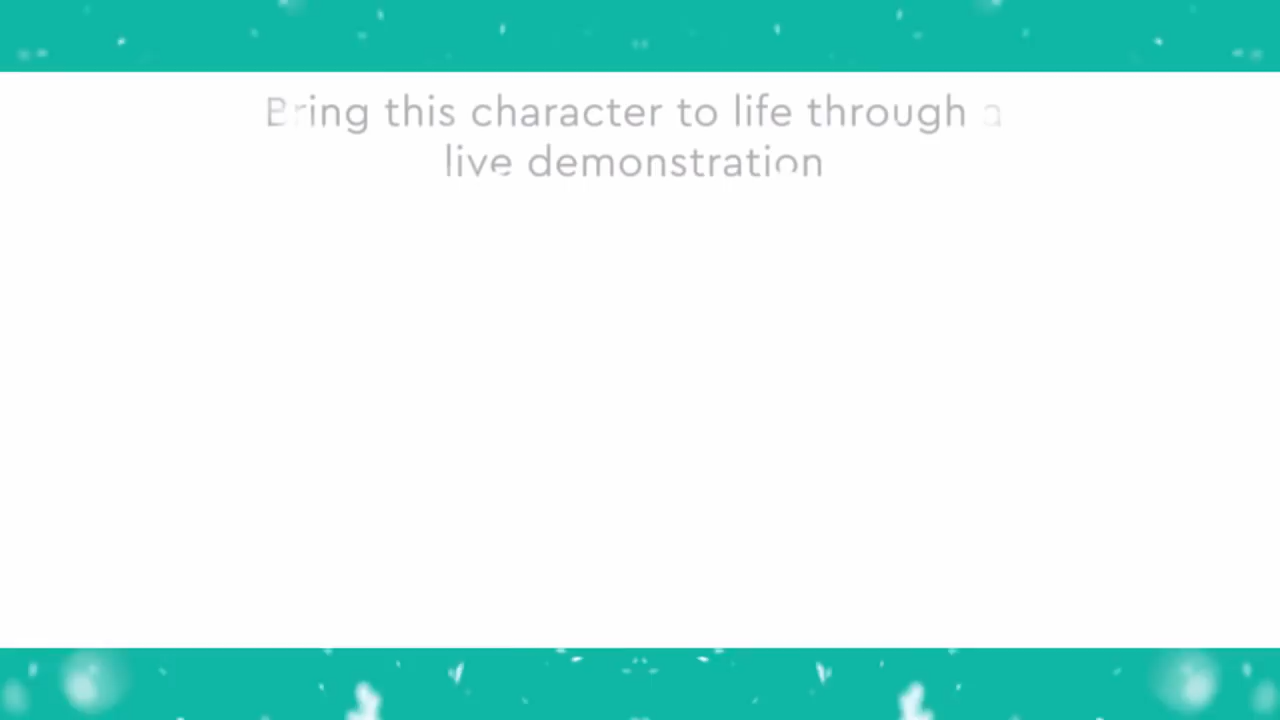 Bring this character to life through a
live demonstration